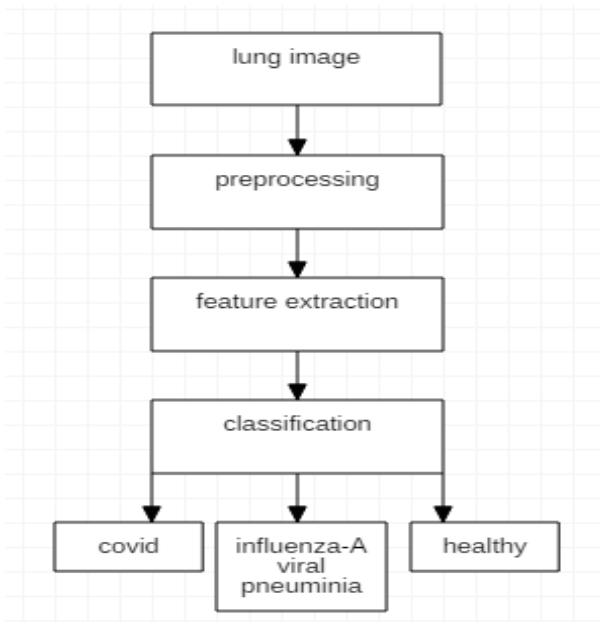 lung image
preprocessing
feature extraction
classification
covid
influenza-A
viral
pneuminia
healthy